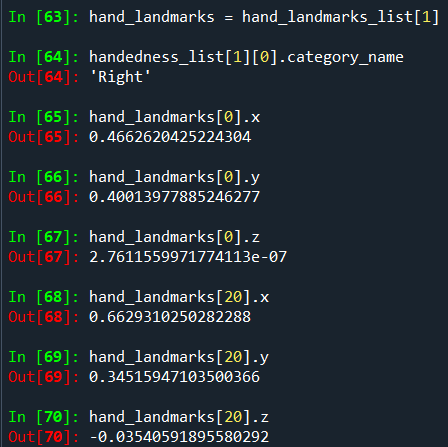 In [63]: hand_landmarks = hand_landmarks_list[1]
In [64]: handedness_list[1][0].category_name
Out[64]: 'Right'
In [65]: hand_landmarks[0].x
Out[65]: 0.4662620425224304
In [66]: hand_landmarks[0].y
Out[66]: 0.40013977885246277
In [67]: hand_landmarks[0].z
Out[67]: 2.7611559971774113e-07
In [68]: hand_landmarks[20].x
Out[68]: 0.6629310250282288
In [69]: hand_landmarks[20].y
Out[69]: 0.34515947103500366
In [70]: hand_landmarks[20].z
Out[70]: -0.03540591895580292